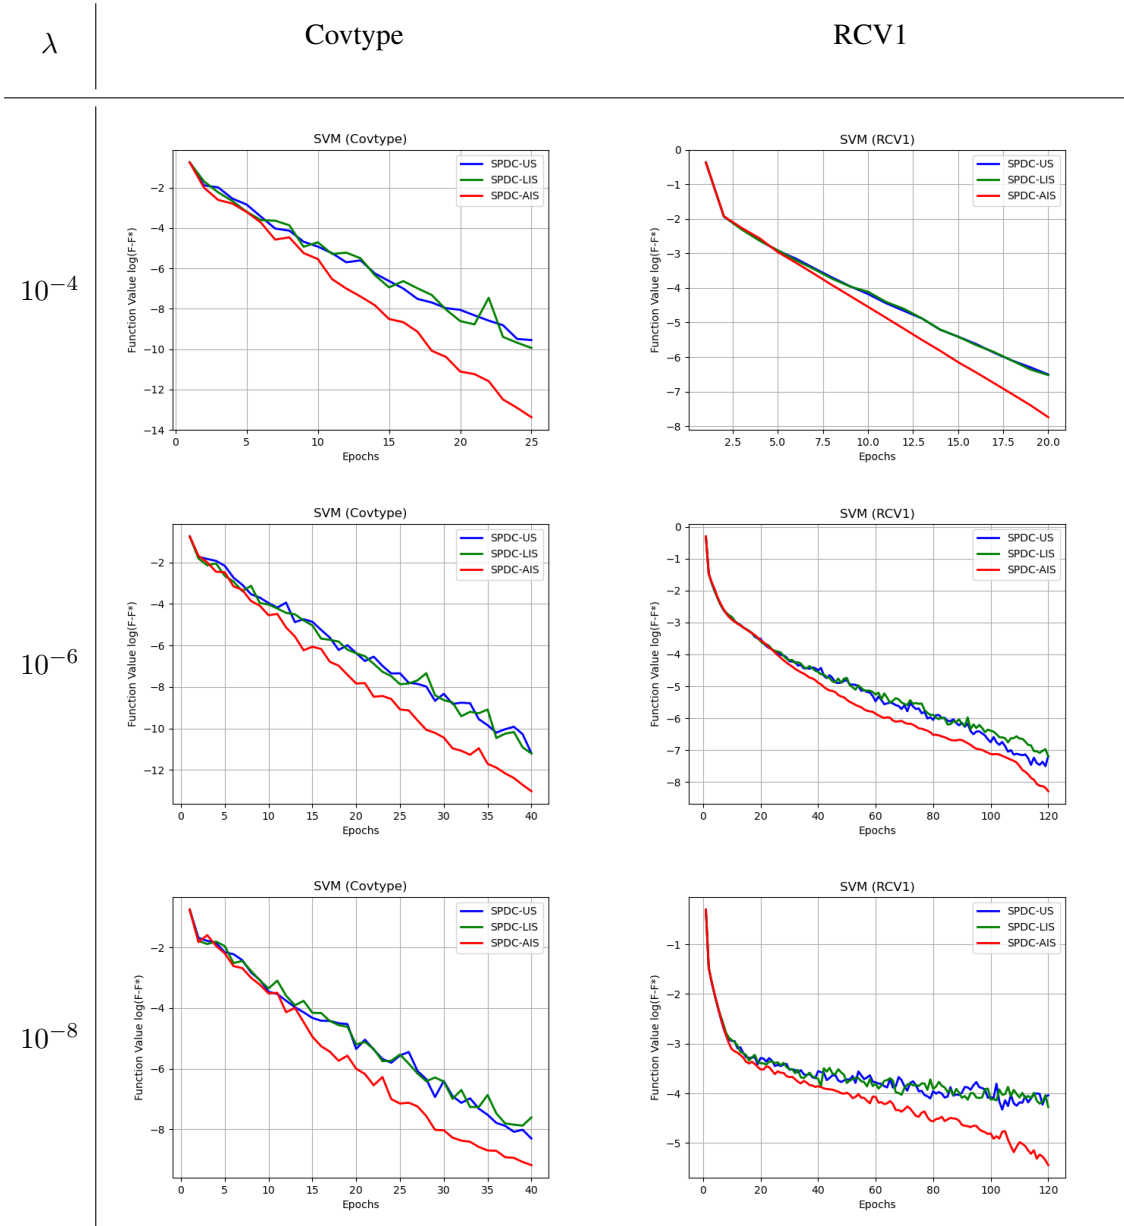 λ Covtype RCV1
10−4
SVM (Covtype)
Function Value log(F-F*)
−2
−4
−6
−8
−10
−12
−14
0 5 10 15 20 25
Epochs
SPDC-US
SPDC-LIS
SPDC-AIS
SVM (RCV1)
Function Value log(F-F*)
0
−1
−2
−3
−4
−5
−6
−7
−8
2.5 5.0 7.5 10.0 12.5 15.0 17.5 20.0
Epochs
SPDC-US
SPDC-LIS
SPDC-AIS
10−6
SVM (Covtype)
Function Value log(F-F*)
−2
−4
−6
−8
−10
−12
0 5 10 15 20 25 30 35 40
Epochs
SPDC-US
SPDC-LIS
SPDC-AIS
SVM (RCV1)
Function Value log(F-F*)
0
−1
−2
−3
−4
−5
−6
−7
−8
0 20 40 60 80 100 120
Epochs
SPDC-US
SPDC-LIS
SPDC-AIS
10−8
SVM (Covtype)
Function Value log(F-F*)
−2
−4
−6
−8
0 5 10 15 20 25 30 35 40
Epochs
SPDC-US
SPDC-LIS
SPDC-AIS
SVM (RCV1)
Function Value log(F-F*)
−1
−2
−3
−4
−5
0 20 40 60 80 100 120
Epochs
SPDC-US
SPDC-LIS
SPDC-AIS